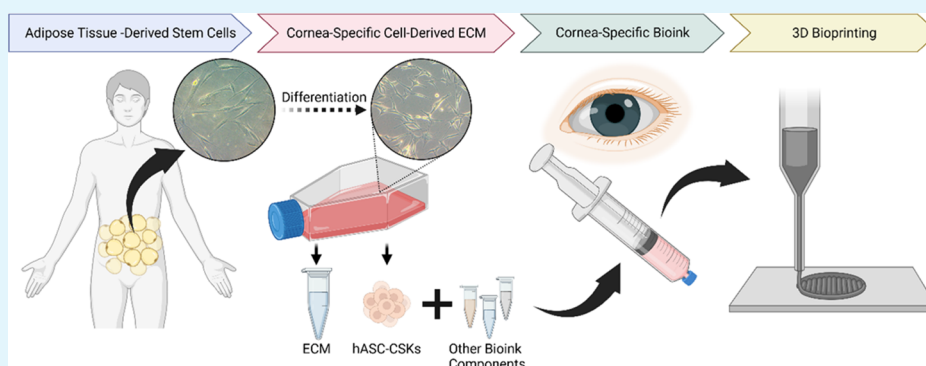 Adipose Tissue -Derived Stem Cells
Cornea-Specific Cell-Derived ECM
Cornea-Specific Bioink
3D Bioprinting
Differentiation
ECM
hASC-CSKs
Other Bioink
Components